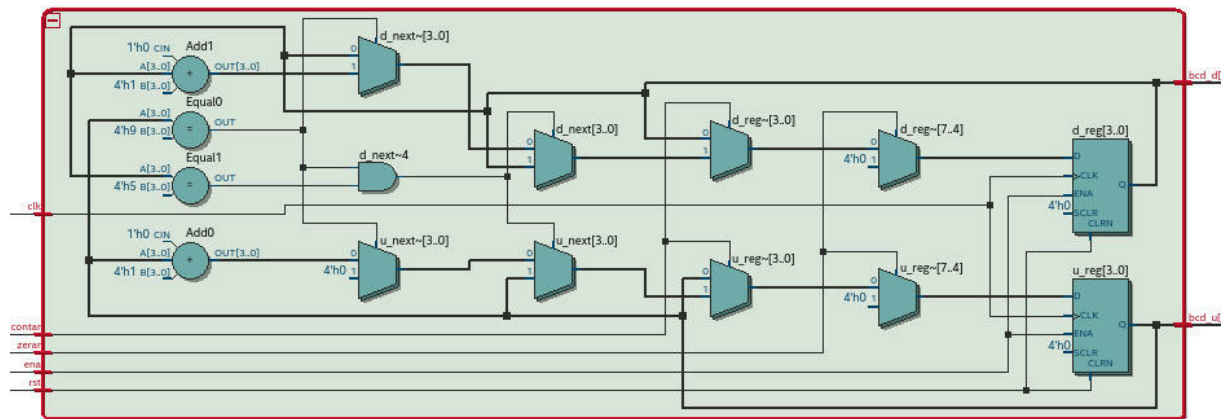 d_next~[3..0]
1'h0 CIN
Add1
A[3..0]
OUT[3..0]
+
4'h1 B[3..0]
0
1
Equal0
A[3..0]
OUT
=
4'h9 B[3..0]
Equal1
A[3..0]
OUT
=
4'h5 B[3..0]
d_next~4
d_next[3..0]
0
1
d_reg~[3..0]
0
1
d_reg~[7..4]
0
4'h0
1
d_reg[3..0]
D
CLK
ENA
Q
4'h0
SCLR
CLRN
bcd_d[
clk
1'h0 CIN
Add0
A[3..0]
OUT[3..0]
+
4'h1 B[3..0]
u_next~[3..0]
0
4'h0
1
u_next[3..0]
0
1
u_reg~[3..0]
0
1
u_reg~[7..4]
0
4'h0
1
u_reg[3..0]
D
CLK
ENA
Q
4'h0
SCLR
CLRN
bcd_u[
contar
zerar
ena
rst